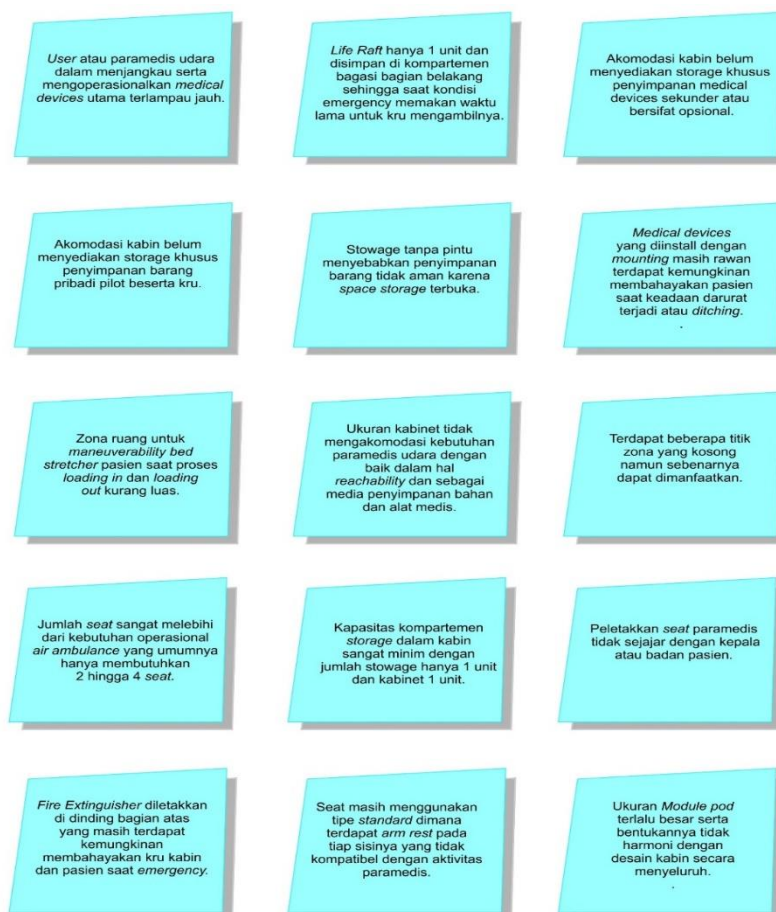 User atau paramedis udara
dalam menjangkau serta
mengoperasionalkan medical
devices utama terlampau jauh.
Life Raft hanya 1 unit dan
disimpan di kompartemen
bagasi bagian belakang
sehingga saat kondisi
emergency memakan waktu
lama untuk kru mengambilnya.
Akomodasi kabin belum
menyediakan storage khusus
penyimpanan medical
devices sekunder atau
bersifat opsional.
Akomodasi kabin belum
menyediakan storage khusus
penyimpanan barang
pribadi pilot beserta kru.
Stowage tanpa pintu
menyebabkan penyimpanan
barang tidak aman karena
space storage terbuka.
Medical devices
yang diinstall dengan
mounting masih rawan
terdapat kemungkinan
membahayakan pasien
saat keadaan darurat
terjadi atau ditching.
.
Zona ruang untuk
maneuverability bed
stretcher pasien saat proses
loading in dan loading
out kurang luas.
Ukuran kabinet tidak
mengakomodasi kebutuhan
paramedis udara dengan
baik dalam hal
reachability dan sebagai
media penyimpanan bahan
dan alat medis.
Terdapat beberapa titik
zona yang kosong
namun sebenarnya
dapat dimanfaatkan.
Jumlah seat sangat melebihi
dari kebutuhan operasional
air ambulance yang umumnya
hanya membutuhkan
2 hingga 4 seat.
Kapasitas kompartemen
storage dalam kabin
sangat minim dengan
jumlah stowage hanya 1 unit
dan kabinet 1 unit.
Peletakkan seat paramedis
tidak sejajar dengan kepala
atau badan pasien.
Fire Extinguisher diletakkan
di dinding bagian atas
yang masih terdapat
kemungkinan
membahayakan kru kabin
dan pasien saat emergency.
Seat masih menggunakan
tipe standard dimana
terdapat arm rest pada
tiap sisinya yang tidak
kompatibel dengan aktivitas
paramedis.
Ukuran Module pod
terlalu besar serta
bentukannya tidak
harmoni dengan
desain kabin secara
menyeluruh.
.